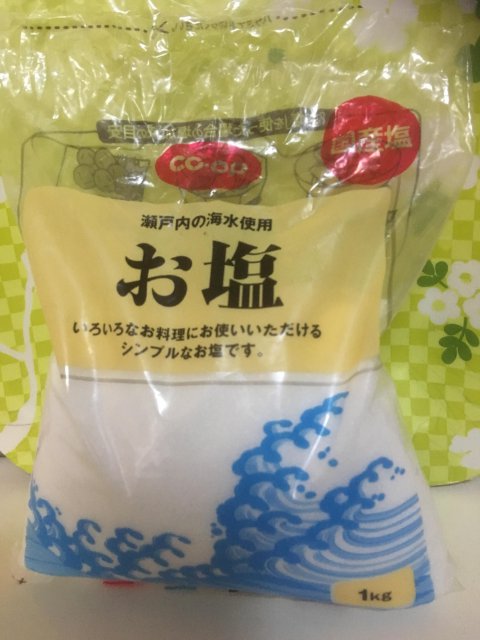 CO・OP
国産塩
瀬戸内の海水使用
お塩
いろいろなお料理にお使いいただける
シンプルなお塩です。
1kg